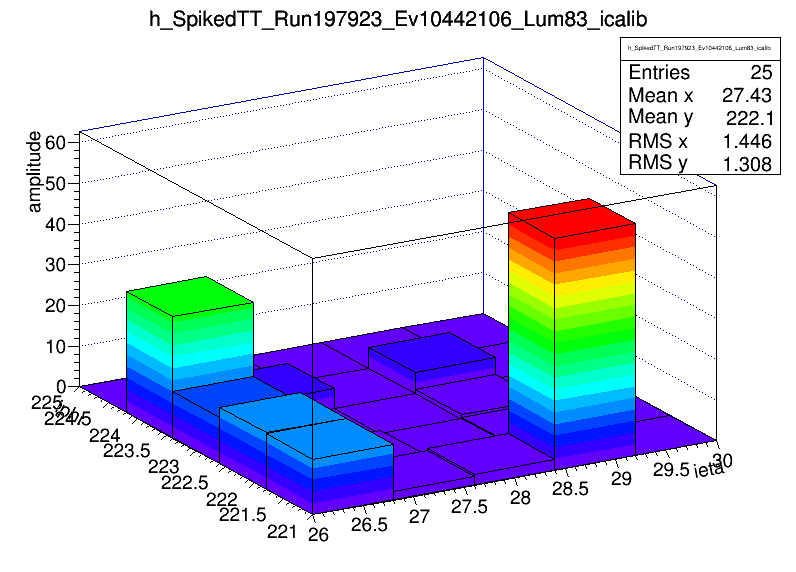 h_SpikedTT_Run197923_Ev10442106_Lum83_icalib
h_SpikedTT_Run197923_Ev10442106_Lum83_icalib
Entries 25
Mean x 27.43
Mean y 222.1
RMS x 1.446
RMS y 1.308
amplitude
60
50
40
30
20
10
0
225
224.5
224
223.5
223
222.5
222
221.5
221
26
26.5
27
27.5
28
28.5
29
29.5
30
ieta